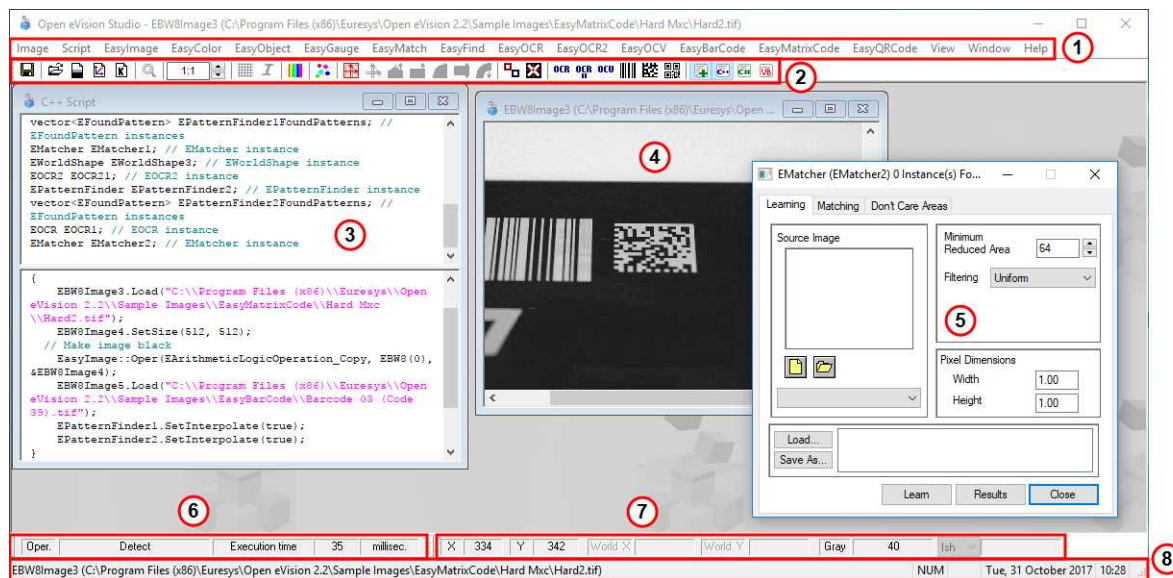 Open eVision Studio - EBW8Image3 (C:\Program Files (x86)\Euresys\Open eVision 2.2\Sample Images\EasyMatrixCode\Hard Mxc\Hard2.tif)
Image Script EasyImage EasyColor EasyObject EasyGauge EasyMatch EasyFind EasyOCR EasyOCR2 EasyOCV EasyBarCode EasyMatrixCode EasyQRCode View Window Help
1
1:1
OCR OCR II OCV C++ C# VB
2
C++ Script
vector<EFoundPattern> EPatternFinder1FoundPatterns; //
EFoundPattern instances
EMatcher EMatcher1; // EMatcher instance
EWorldShape EWorldShape3; // EWorldShape instance
EOCR2 EOCR21; // EOCR2 instance
EPatternFinder EPatternFinder2; // EPatternFinder instance
vector<EFoundPattern> EPatternFinder2FoundPatterns; //
EFoundPattern instances
EOCR EOCR1; // EOCR instance
EMatcher EMatcher2; // EMatcher instance
3
{
EBW8Image3.Load("C:\\Program Files (x86)\\Euresys\\Open
eVision 2.2\\Sample Images\\EasyMatrixCode\\Hard Mxc
\\Hard2.tif");
EBW8Image4.SetSize(512, 512);
// Make image black
EasyImage::Oper(EArithmeticLogicOperation_Copy, EBW8(0),
&EBW8Image4);
EBW8Image5.Load("C:\\Program Files (x86)\\Euresys\\Open
eVision 2.2\\Sample Images\\EasyBarCode\\Barcode 03 (Code
39).tif");
EPatternFinder1.SetInterpolate(true);
EPatternFinder2.SetInterpolate(true);
}
EBW8Image3 (C:\Program Files (x86)\Euresys\Open ...
4
EMatcher (EMatcher2) 0 Instance(s) Fo...
Learning Matching Don't Care Areas
Source Image
Minimum
Reduced Area 64
Filtering Uniform
5
Pixel Dimensions
Width 1.00
Height 1.00
Load...
Save As...
Learn Results Close
6
7
Oper. Detect Execution time 35 millisec.
X 334 Y 342 World X World Y Gray 40 Ish
8
EBW8Image3 (C:\Program Files (x86)\Euresys\Open eVision 2.2\Sample Images\EasyMatrixCode\Hard Mxc\Hard2.tif) NUM Tue, 31 October 2017 10:28